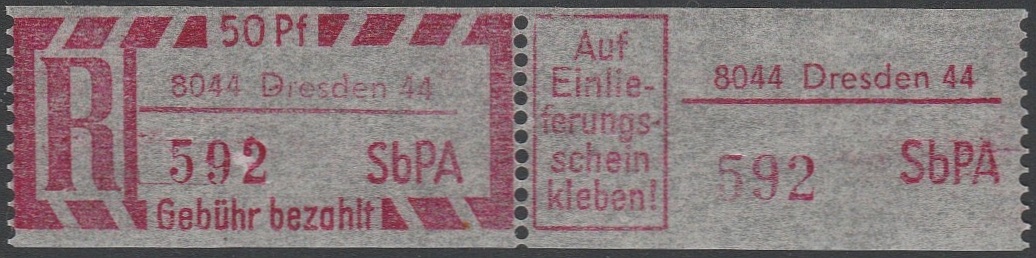 50 Pf
R
8044 Dresden 44
592 SbPA
Gebühr bezahlt
Auf
Einlie-
ferungs-
schein
kleben!
8044 Dresden 44
592 SbPA